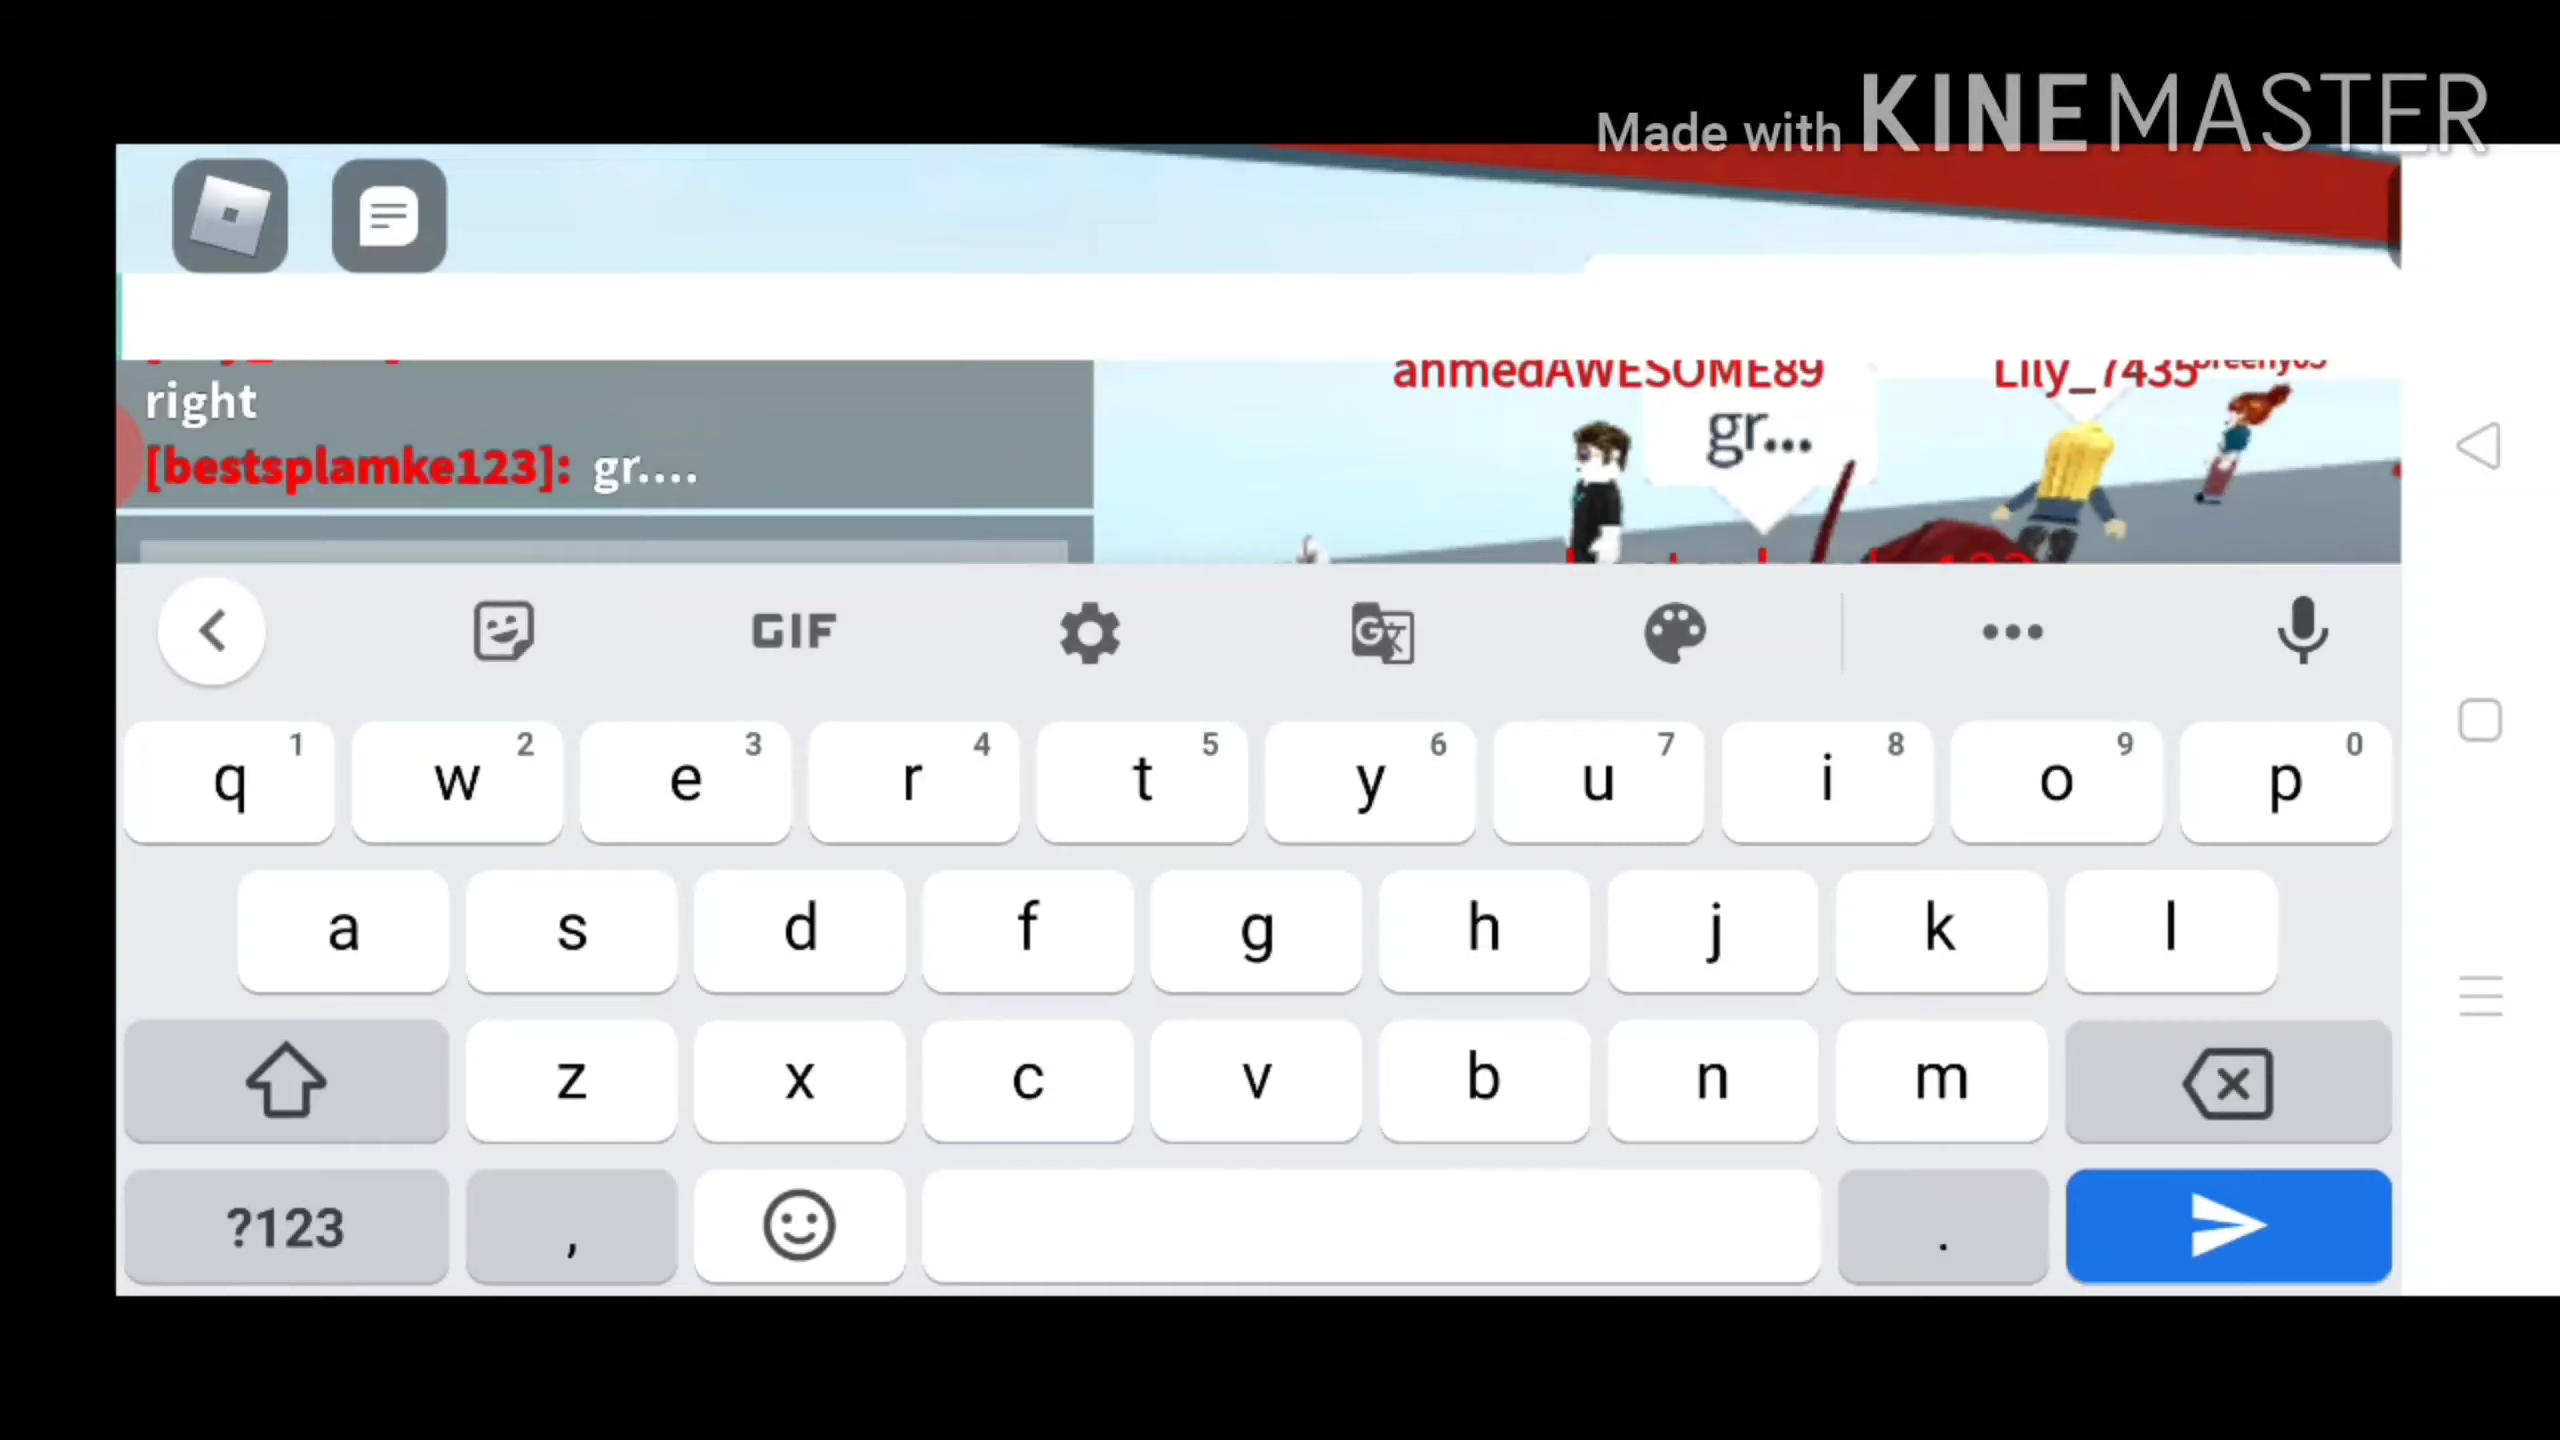 Made with KINEMASTER
right
[bestsplamke123]: gr....
ahmedAWESOME89
Lily_7435
gr...
GIF
1 2 3 4 5 6 7 8 9 0
q w e r t y u i o p
a s d f g h j k l
z x c v b n m
?123 , .